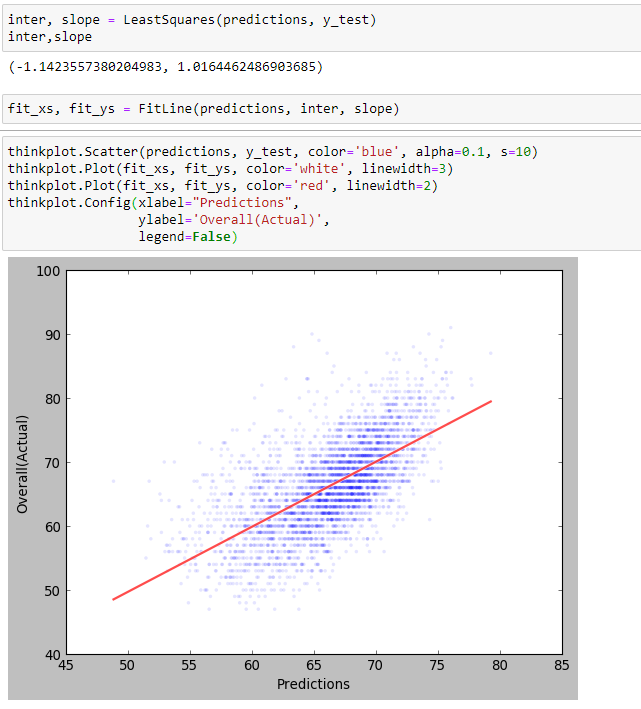 inter, slope = LeastSquares(predictions, y_test)
inter,slope
(-1.1423557380204983, 1.0164462486903685)
fit_xs, fit_ys = FitLine(predictions, inter, slope)
thinkplot.Scatter(predictions, y_test, color='blue', alpha=0.1, s=10)
thinkplot.Plot(fit_xs, fit_ys, color='white', linewidth=3)
thinkplot.Plot(fit_xs, fit_ys, color='red', linewidth=2)
thinkplot.Config(xlabel="Predictions",
ylabel='Overall(Actual)',
legend=False)
100
90
80
70
60
50
40
Overall(Actual)
45 50 55 60 65 70 75 80 85
Predictions